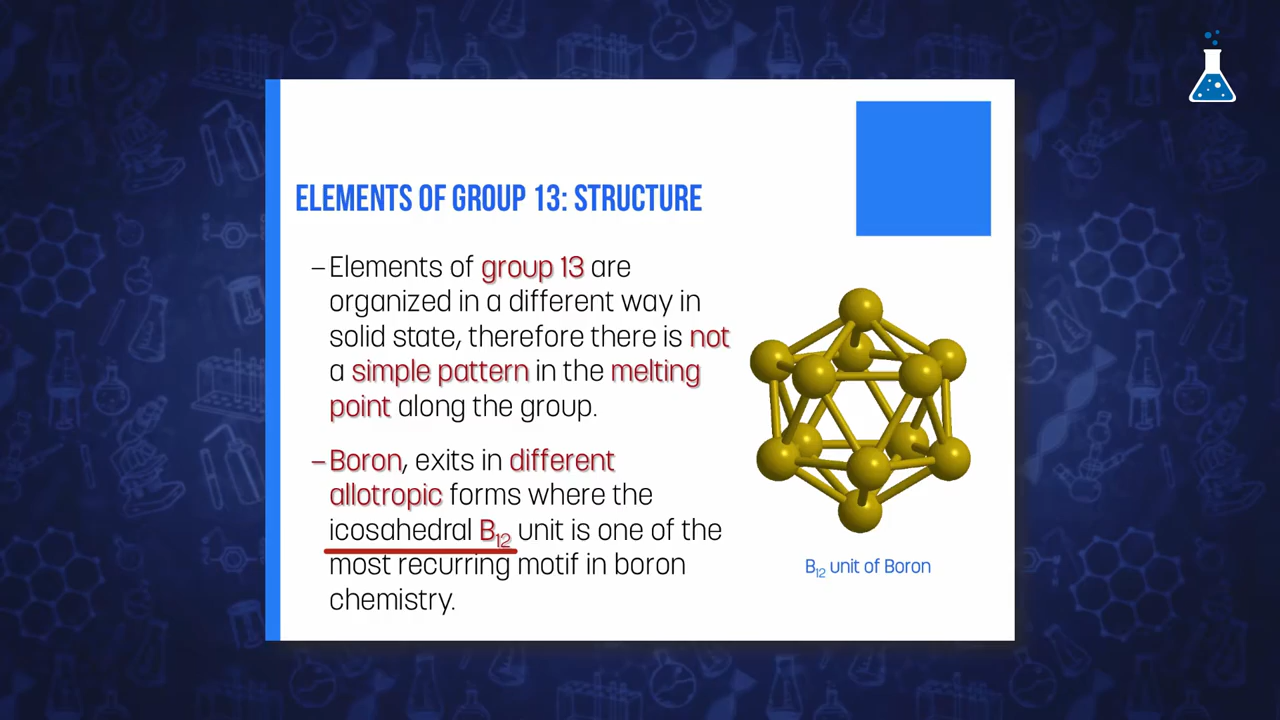 ELEMENTS OF GROUP 13: STRUCTURE
–Elements of group 13 are
organized in a different way in
solid state, therefore there is not
a simple pattern in the melting
point along the group.
–Boron, exits in different
allotropic forms where the
icosahedral B₁₂ unit is one of the
most recurring motif in boron
chemistry.
B₁₂ unit of Boron